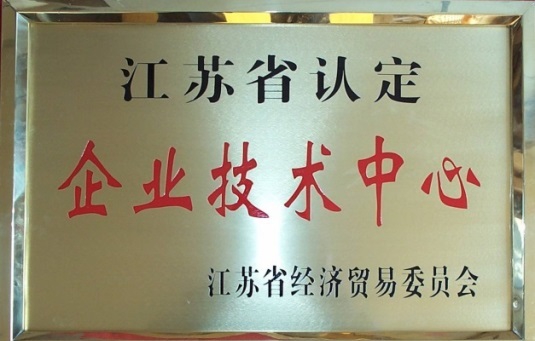 江苏省认定
企业技术中心
江苏省经济贸易委员会